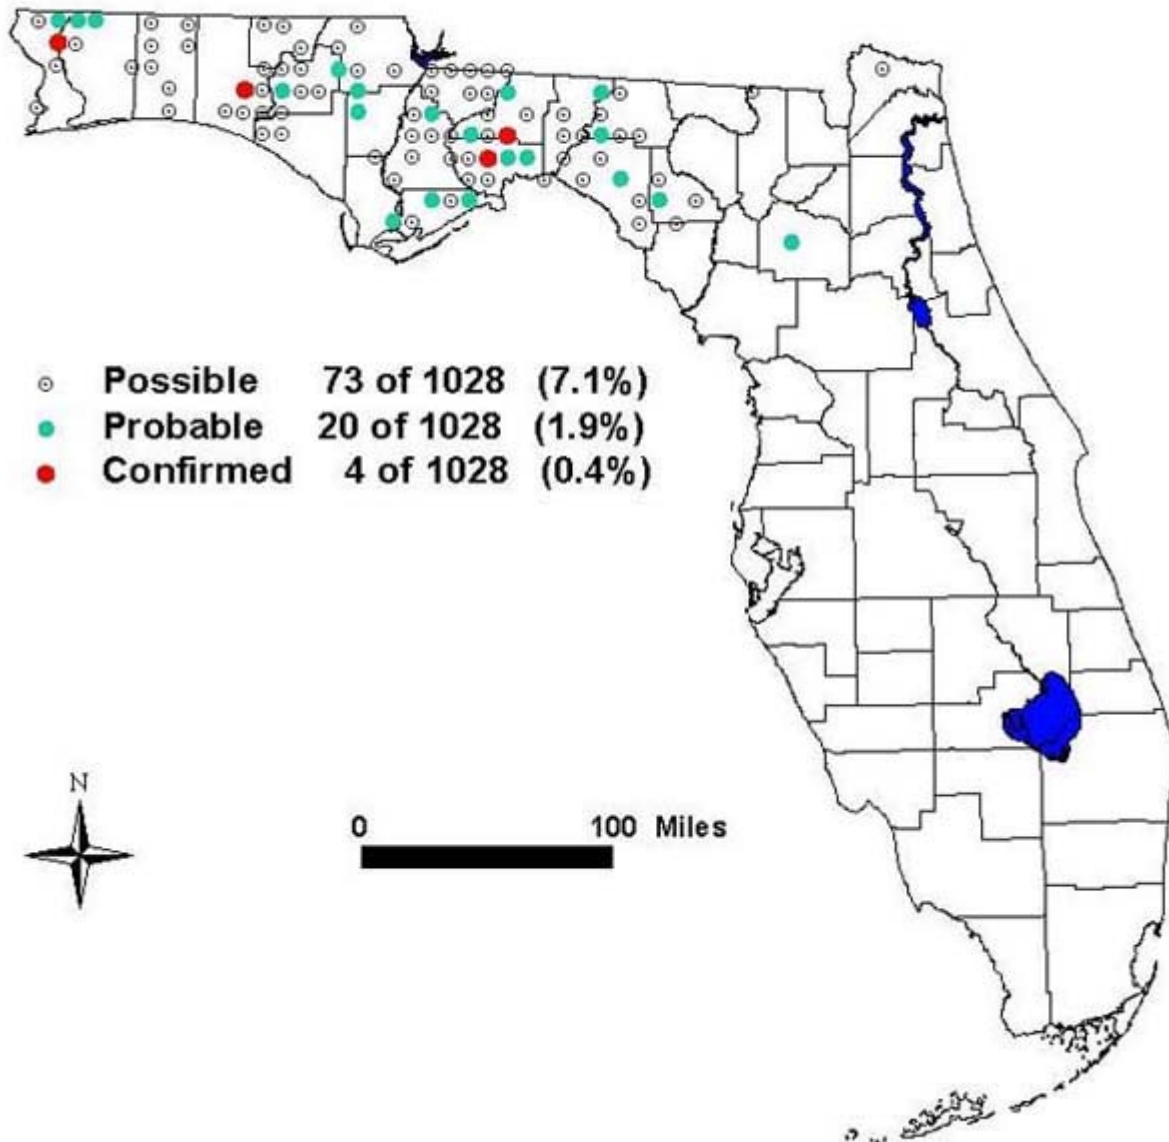 Possible 73 of 1028 (7.1%)
Probable 20 of 1028 (1.9%)
Confirmed 4 of 1028 (0.4%)
N
0 100 Miles